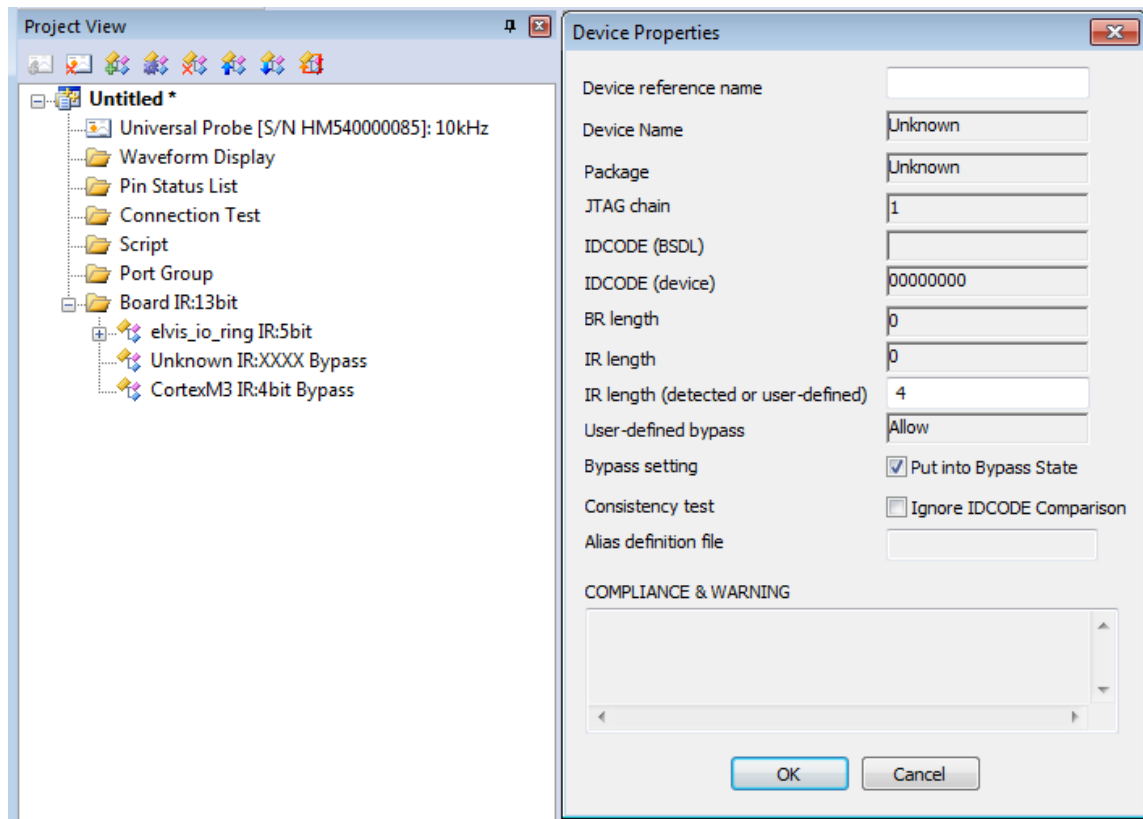 Project View
Untitled *
Universal Probe [S/N HM540000085]: 10kHz
Waveform Display
Pin Status List
Connection Test
Script
Port Group
Board IR:13bit
elvis_io_ring IR:5bit
Unknown IR:XXXX Bypass
CortexM3 IR:4bit Bypass
Device Properties
Device reference name
Device Name Unknown
Package Unknown
JTAG chain 1
IDCODE (BSDL)
IDCODE (device) 00000000
BR length 0
IR length 0
IR length (detected or user-defined) 4
User-defined bypass Allow
Bypass setting Put into Bypass State
Consistency test Ignore IDCODE Comparison
Alias definition file
COMPLIANCE & WARNING
OK Cancel